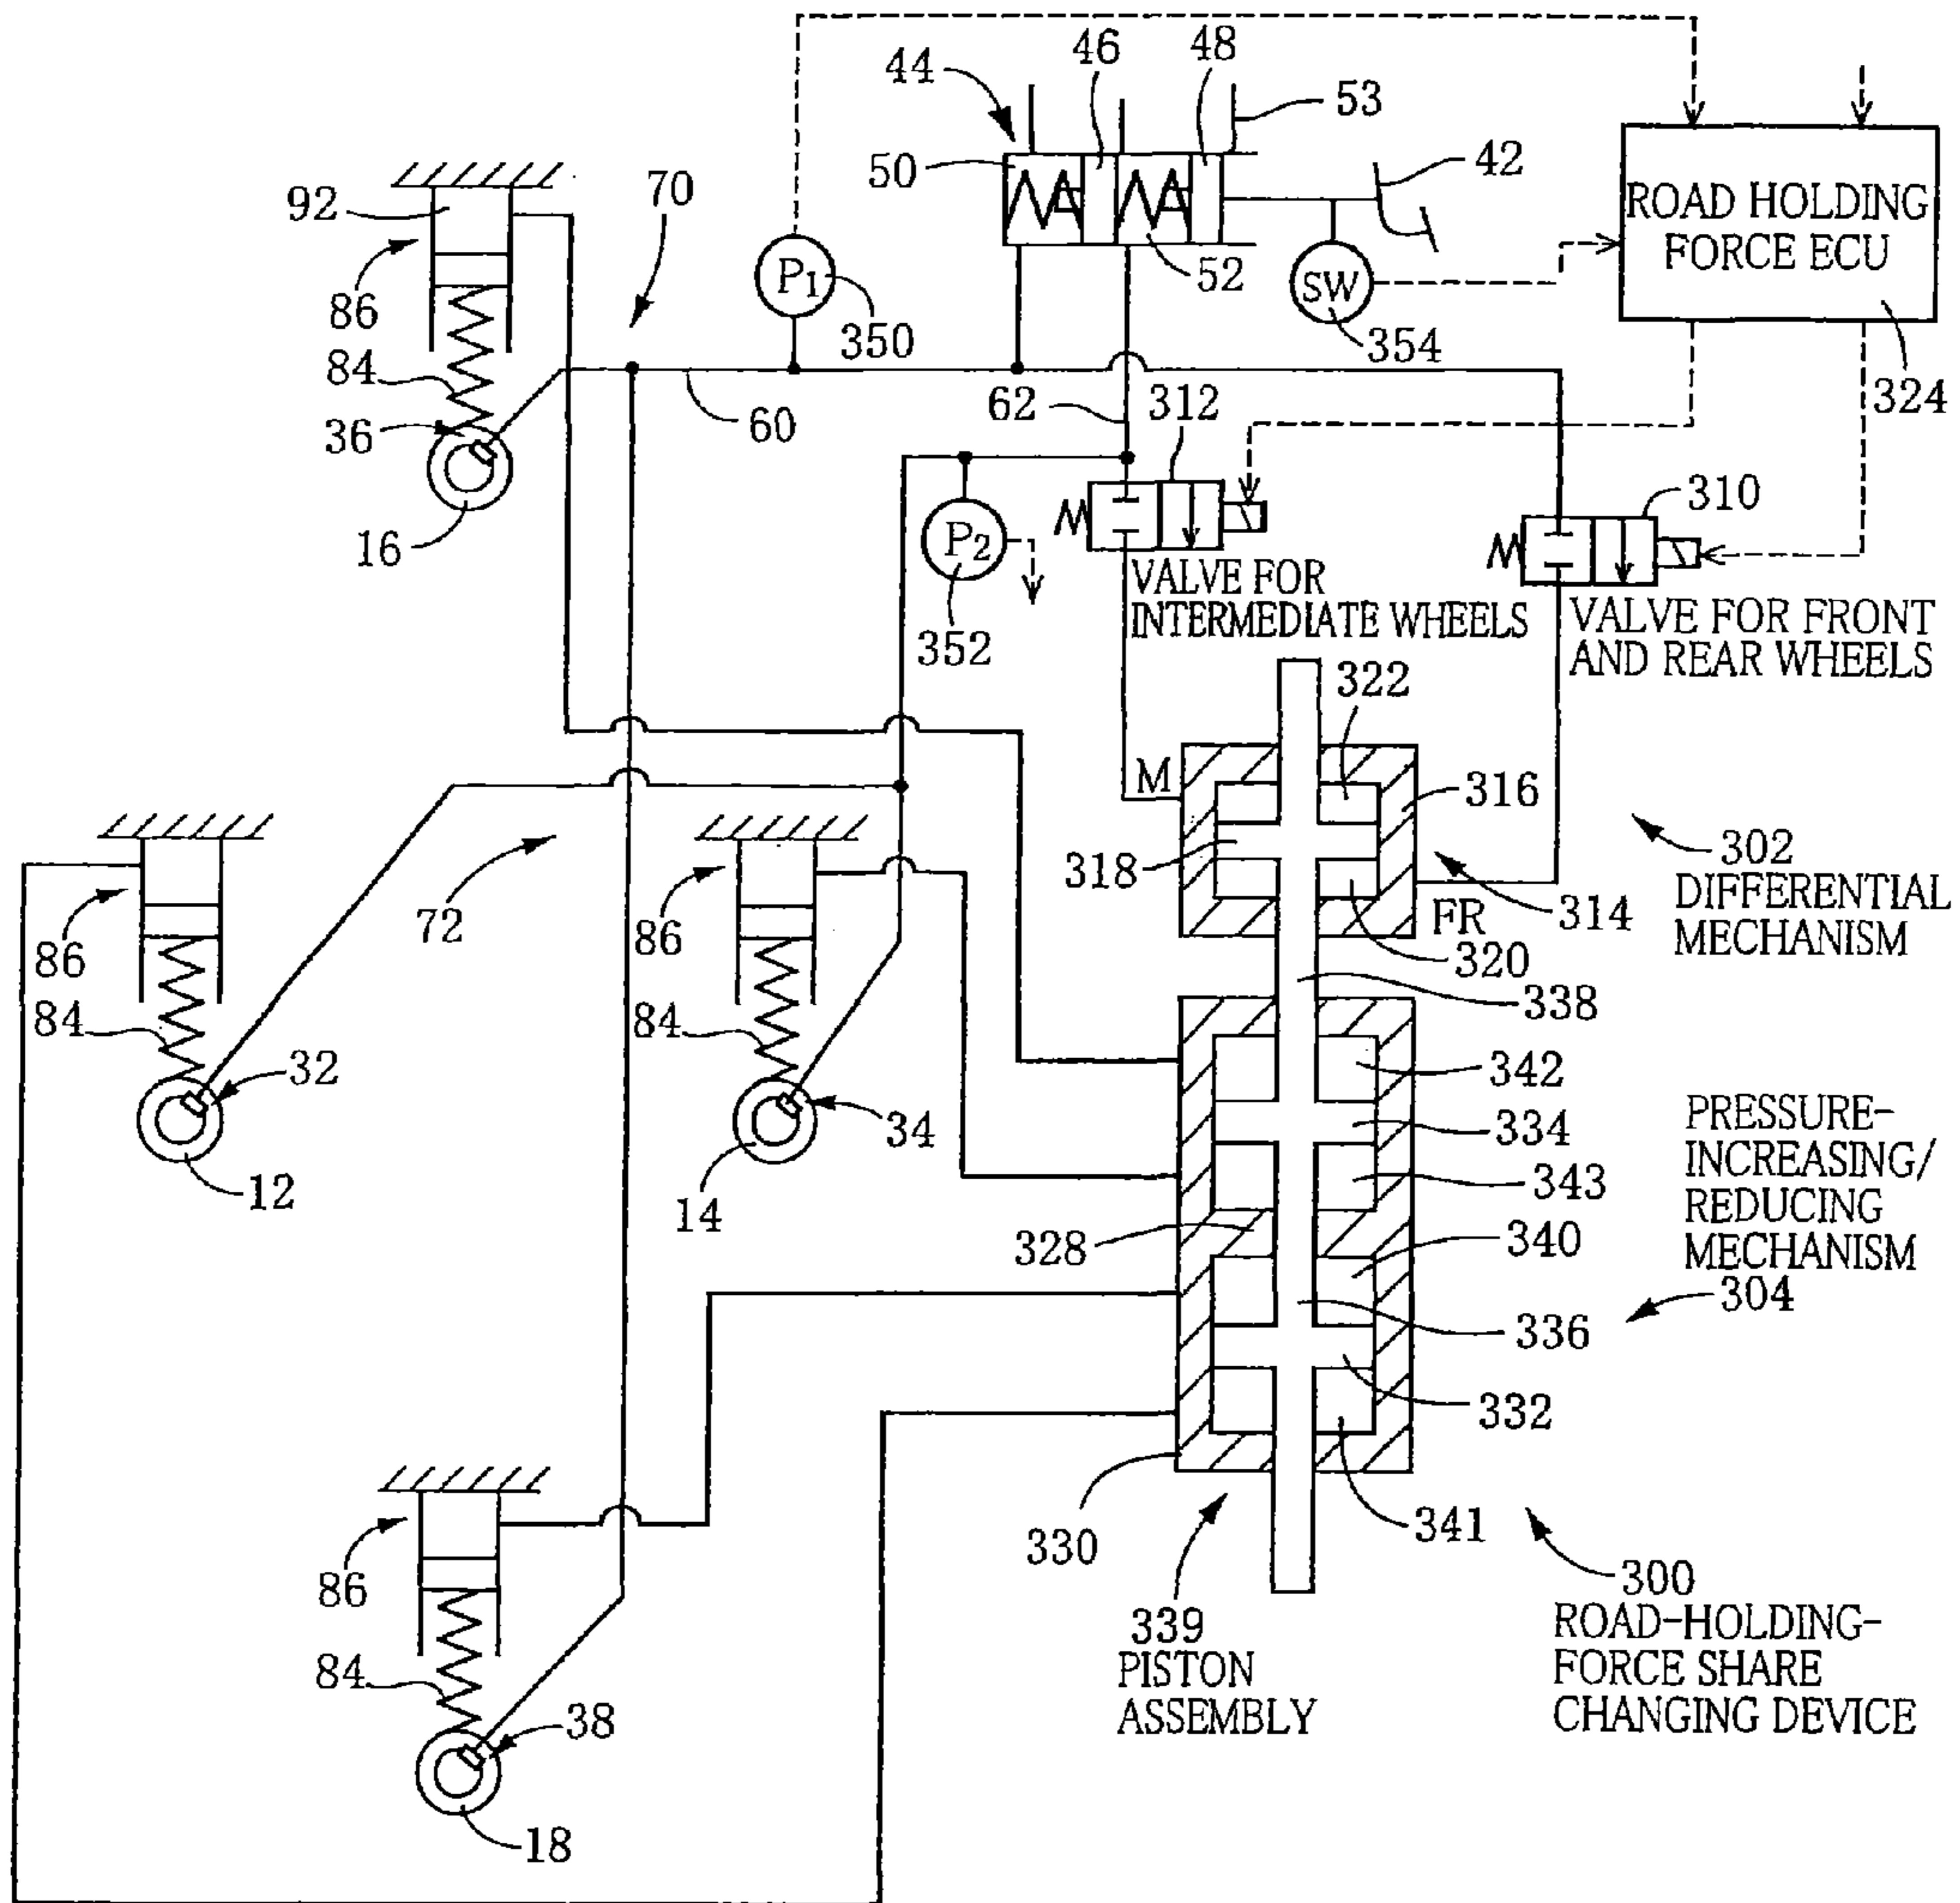 46
48
44
53
50
42
ROAD HOLDING
FORCE ECU
92
70
P1
52
SW
86
350
354
84
324
60
62
312
36
310
16
P2
VALVE FOR
INTERMEDIATE WHEELS
352
VALVE FOR FRONT
AND REAR WHEELS
322
M
316
318
302
DIFFERENTIAL
MECHANISM
314
FR
320
86
72
86
338
84
84
342
32
34
334
PRESSURE-
INCREASING/
REDUCING
MECHANISM
304
343
12
14
328
340
336
332
341
330
86
300
ROAD-HOLDING-
FORCE SHARE
CHANGING DEVICE
339
PISTON
ASSEMBLY
84
38
18